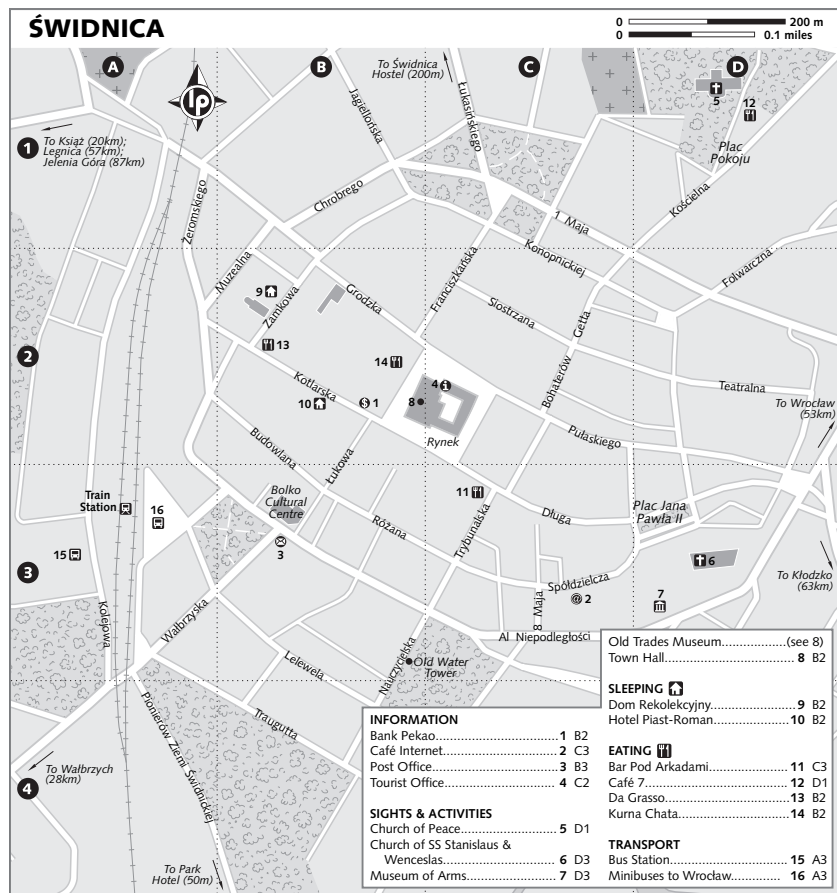 ŚWIDNICA
0 200 m
0 0.1 miles
A
B
C
D
1
2
3
4
lp
To Świdnica
Hostel (200m)
To Książ (20km);
Legnica (57km);
Jelenia Góra (87km)
Jagiellońska
Łukasińskiego
5
12
Plac
Pokoju
Żeromskiego
Chrobrego
1 Maja
Kościelna
Muzealna
Franciszkańska
Konopnickiej
Folwarczna
9
Zamkowa
Grodzka
Siostrzana
Getta
Bohaterów
13
14
4
Teatralna
Kotlarska
10
1
8
To Wrocław
(53km)
Rynek
Pułaskiego
Budowlana
Łukowa
Train
Station
16
Bolko
Cultural
Centre
11
Długa
Plac Jana
Pawła II
Różana
Trybunalska
15
3
6
Spółdzielcza
To Kłodzko
(63km)
2
7
8 Maja
Kolejowa
Wałbrzyska
Al Niepodległości
Lelewela
Nauczycielska
Old Water
Tower
Traugutta
Pionierów Ziemi Świdnickiej
To Wałbrzych
(28km)
To Park
Hotel (50m)
INFORMATION
Bank Pekao 1 B2
Café Internet 2 C3
Post Office 3 B3
Tourist Office 4 C2
SIGHTS & ACTIVITIES
Church of Peace 5 D1
Church of SS Stanislaus &
Wenceslas 6 D3
Museum of Arms 7 D3
Old Trades Museum (see 8)
Town Hall 8 B2
SLEEPING
Dom Rekolekcyjny 9 B2
Hotel Piast-Roman 10 B2
EATING
Bar Pod Arkadami 11 C3
Café 7 12 D1
Da Grasso 13 B2
Kurna Chata 14 B2
TRANSPORT
Bus Station 15 A3
Minibuses to Wrocław 16 A3